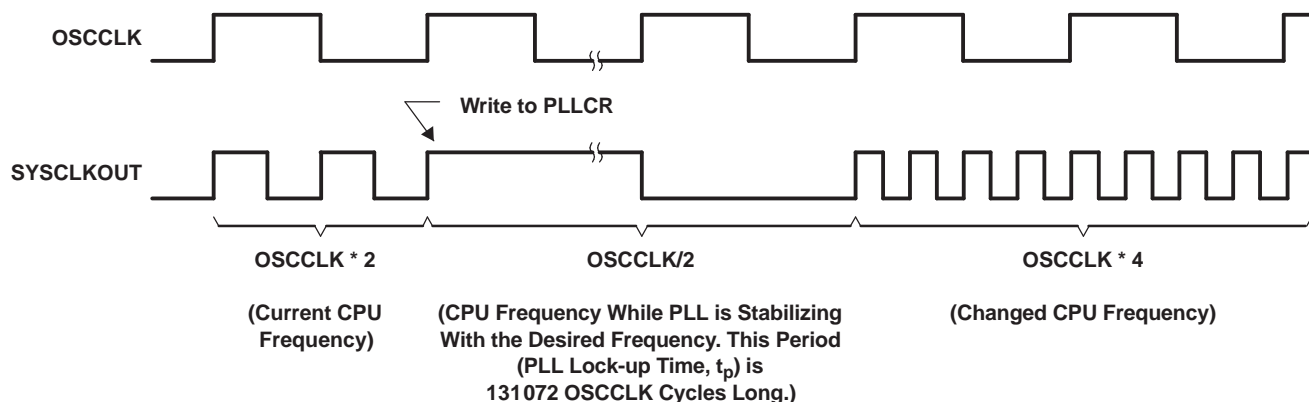 OSCCLK
Write to PLLCR
SYSCLKOUT
OSCCLK * 2
OSCCLK/2
OSCCLK * 4
(Current CPU
Frequency)
(CPU Frequency While PLL is Stabilizing
With the Desired Frequency. This Period
(PLL Lock-up Time, tp) is
131072 OSCCLK Cycles Long.)
(Changed CPU Frequency)